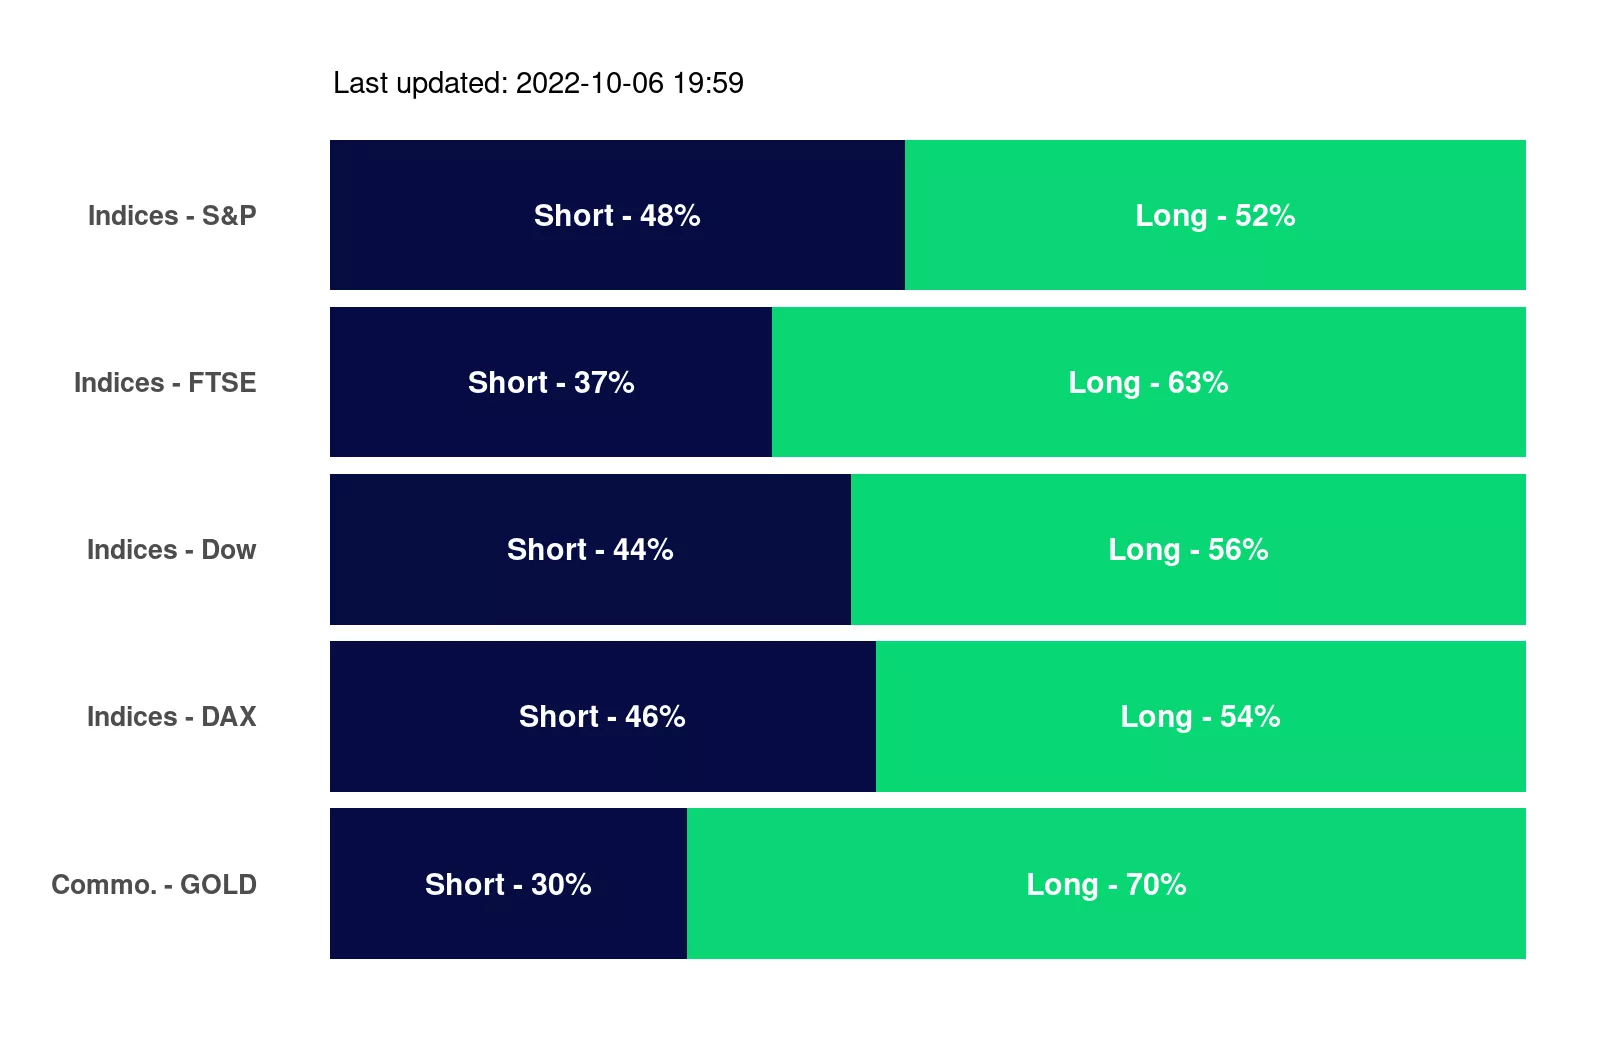 Last updated: 2022-10-06 19:59
Indices - S&P Short - 48% Long - 52%
Indices - FTSE Short - 37% Long - 63%
Indices - Dow Short - 44% Long - 56%
Indices - DAX Short - 46% Long - 54%
Commo. - GOLD Short - 30% Long - 70%